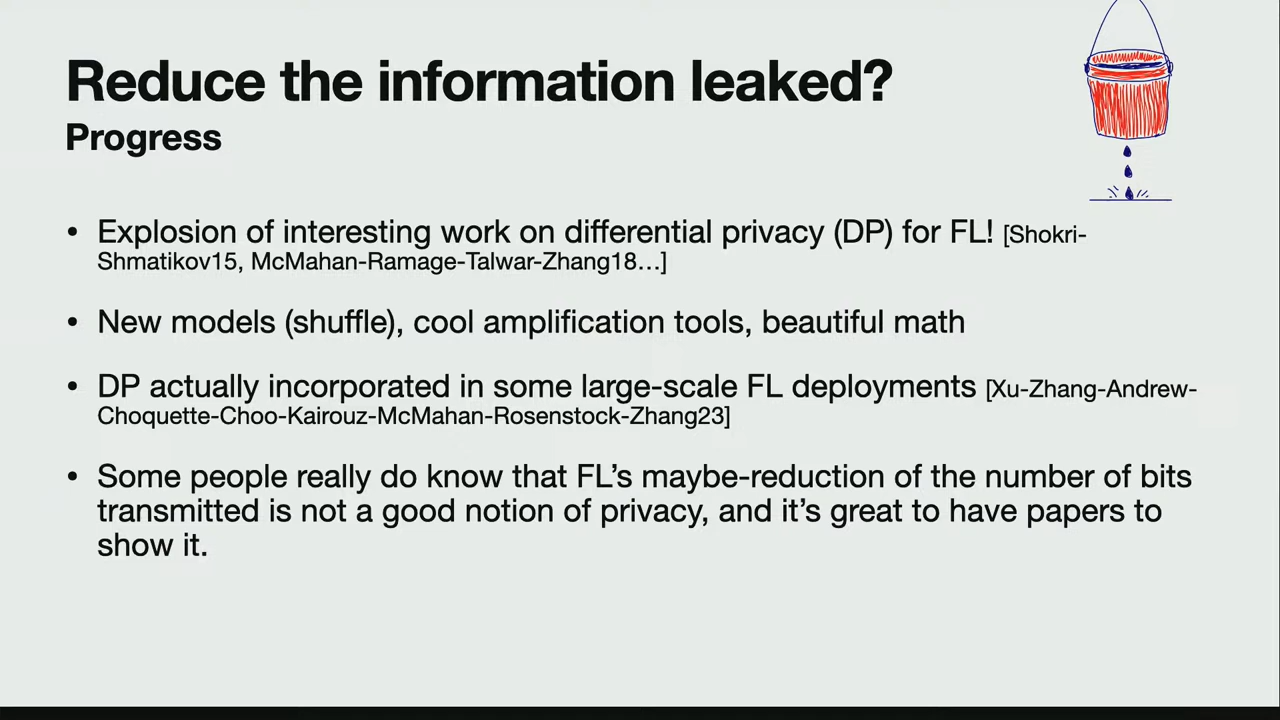 Reduce the information leaked?
Progress
• Explosion of interesting work on differential privacy (DP) for FL! [Shokri-
Shmatikov15, McMahan-Ramage-Talwar-Zhang18…]
• New models (shuffle), cool amplification tools, beautiful math
• DP actually incorporated in some large-scale FL deployments [Xu-Zhang-Andrew-
Choquette-Choo-Kairouz-McMahan-Rosenstock-Zhang23]
• Some people really do know that FL’s maybe-reduction of the number of bits
transmitted is not a good notion of privacy, and it’s great to have papers to
show it.